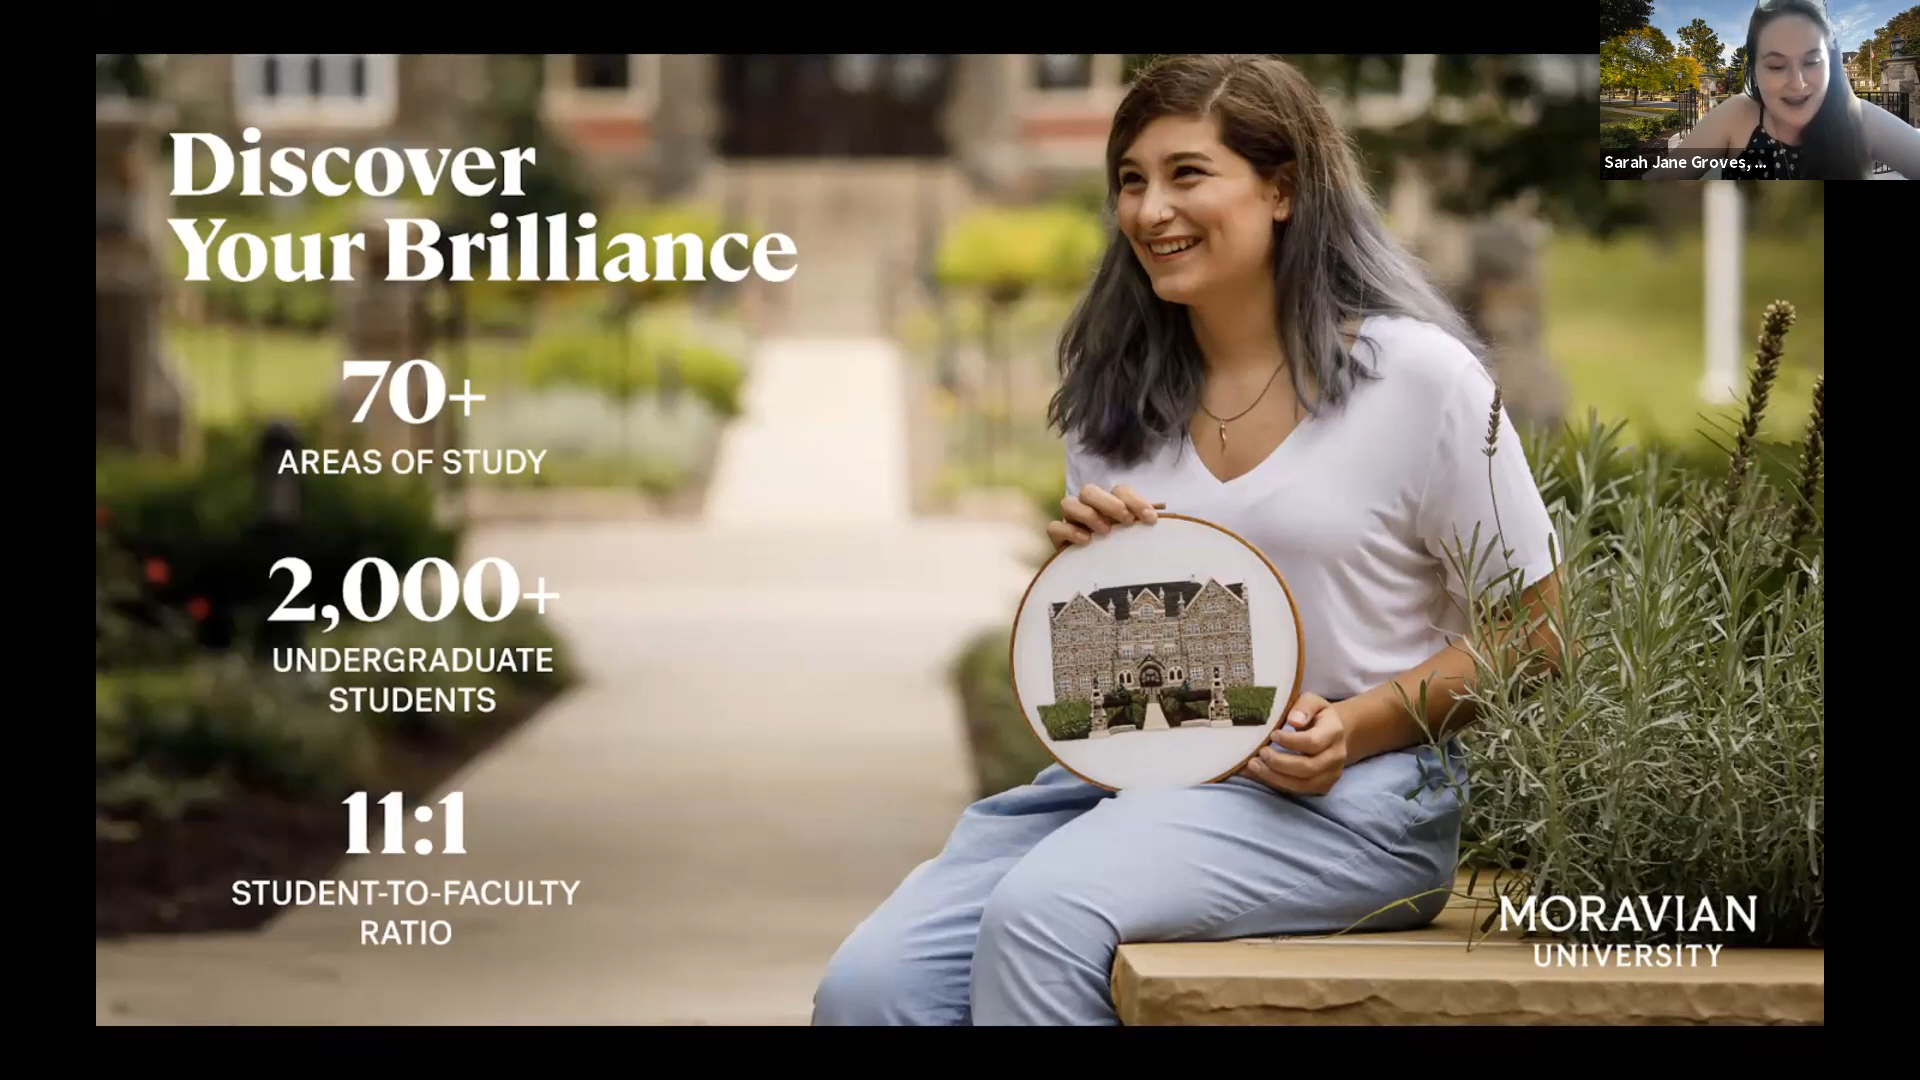 Discover
Your Brilliance
70+
AREAS OF STUDY
2,000+
UNDERGRADUATE
STUDENTS
11:1
STUDENT-TO-FACULTY
RATIO
MORAVIAN
UNIVERSITY
Sarah Jane Groves, ...